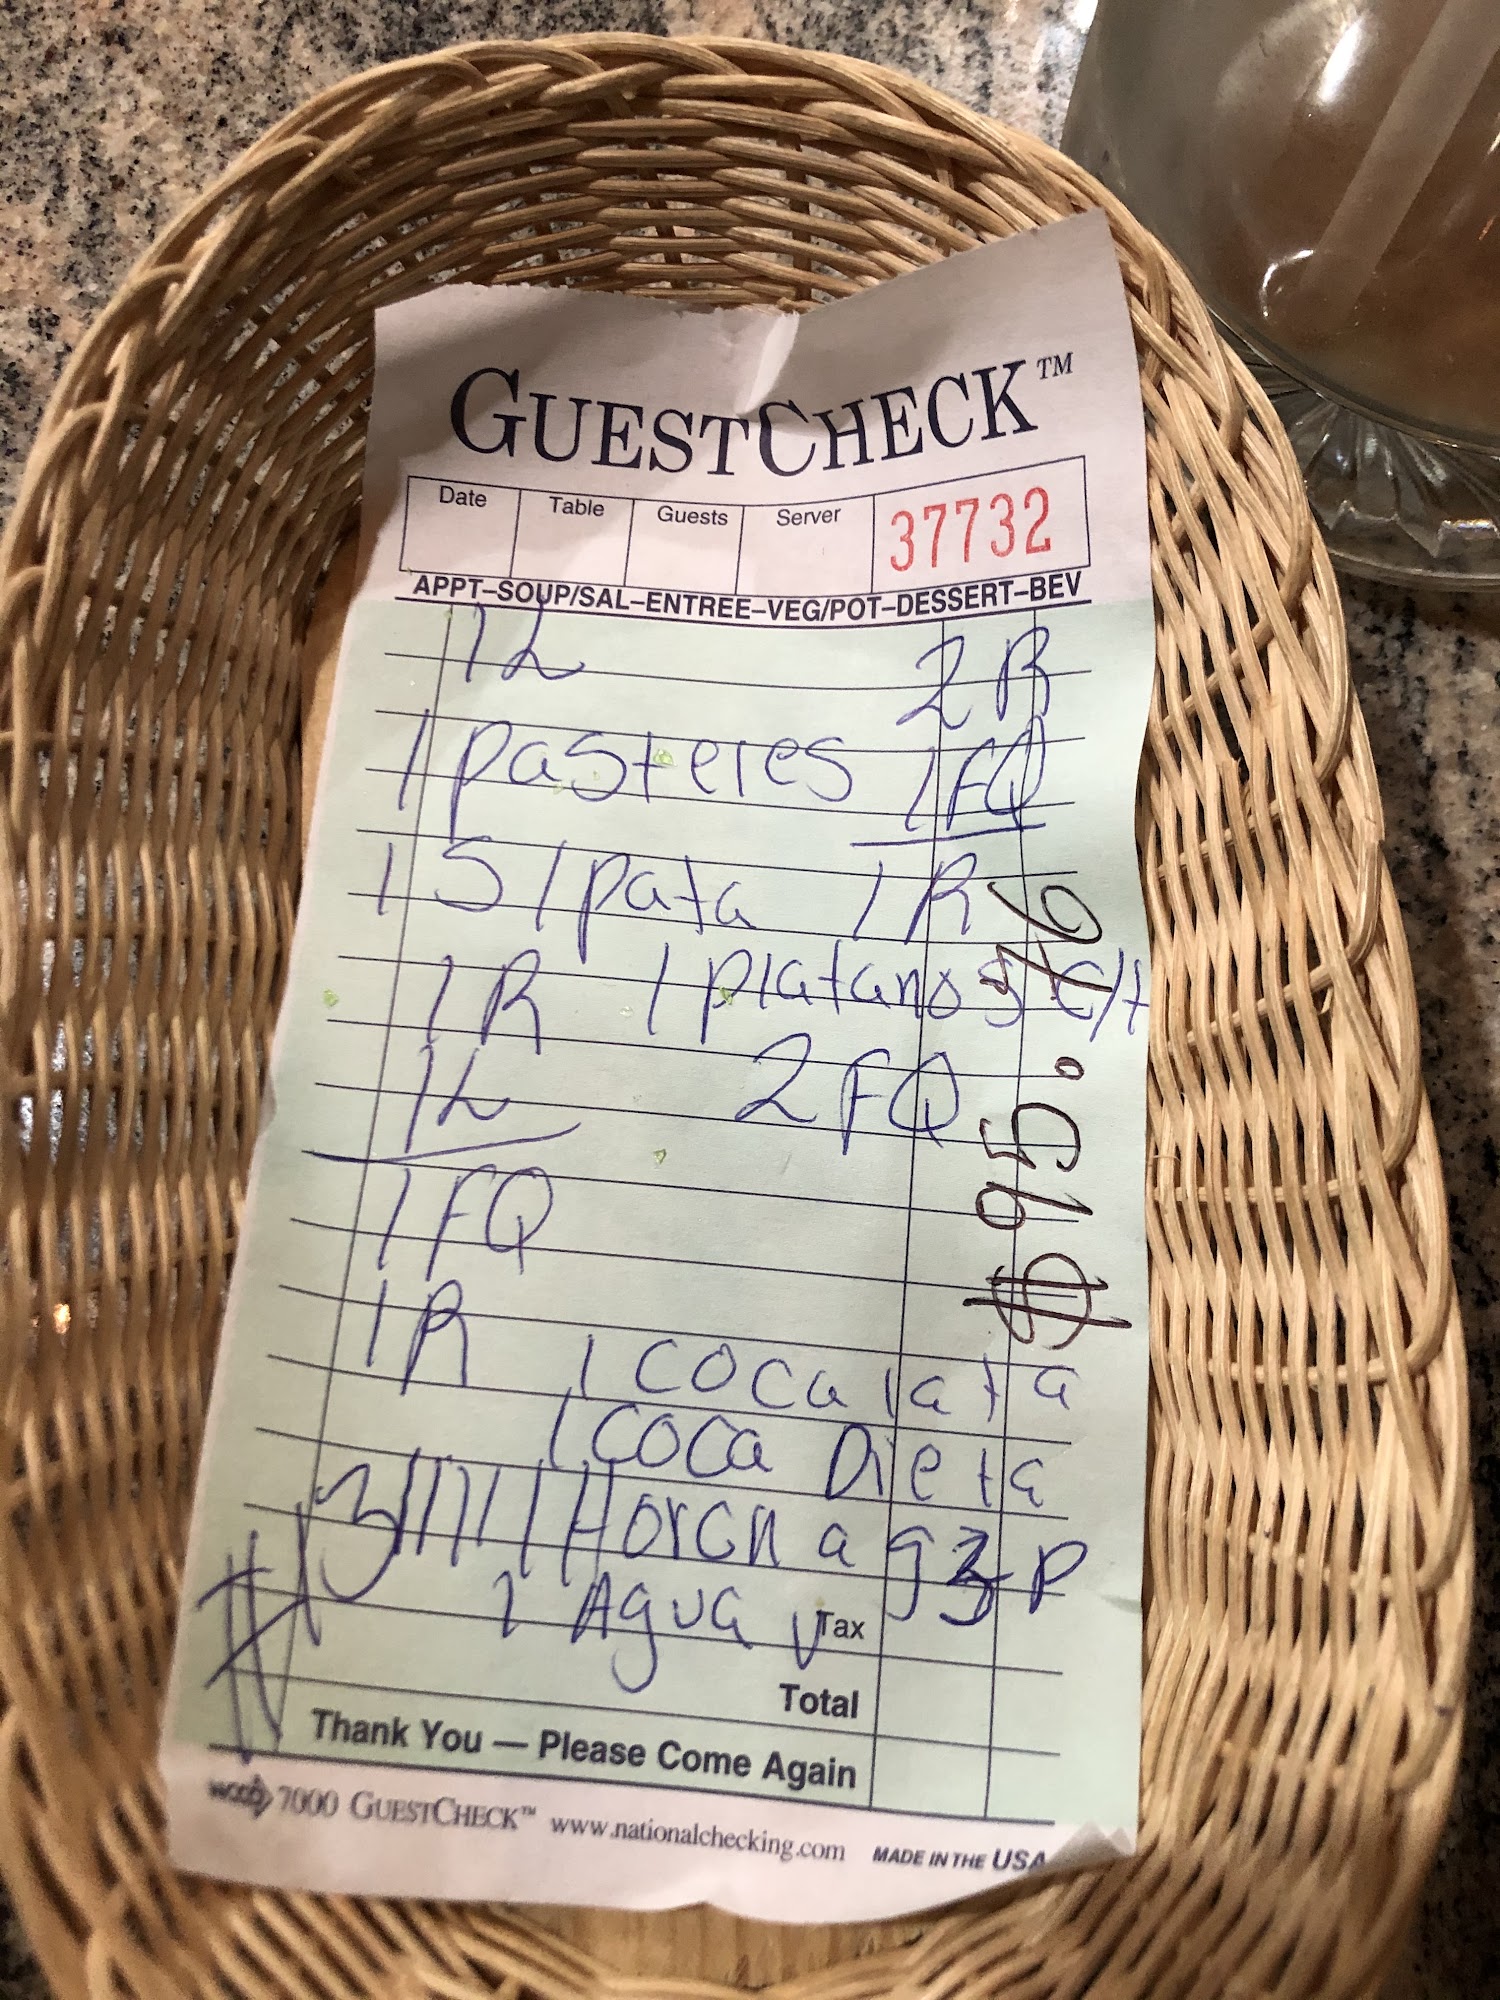 GUESTCHECK™
Date Table Guests Server 37732
APPT–SOUP/SAL–ENTREE–VEG/POT–DESSERT–BEV
1L 2R
1 pasteles 1FQ
1 S/pata 1R
1R 1 platanos c/t
1L 2FQ
1FQ
1R 1 coca lata
1 coca Dieta
Horcha g3 P
1 Agua
$95.76
Tax
Total
Thank You — Please Come Again
7000 GUESTCHECK™ www.nationalchecking.com MADE IN THE USA